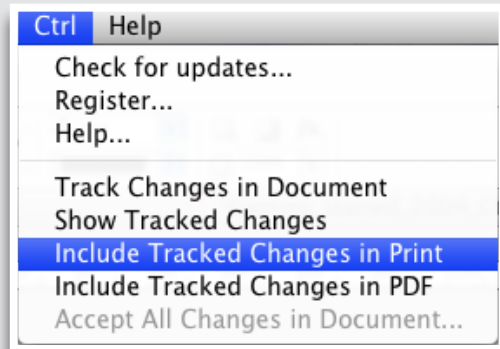 Ctrl Help
Check for updates...
Register...
Help...
Track Changes in Document
Show Tracked Changes
Include Tracked Changes in Print
Include Tracked Changes in PDF
Accept All Changes in Document...